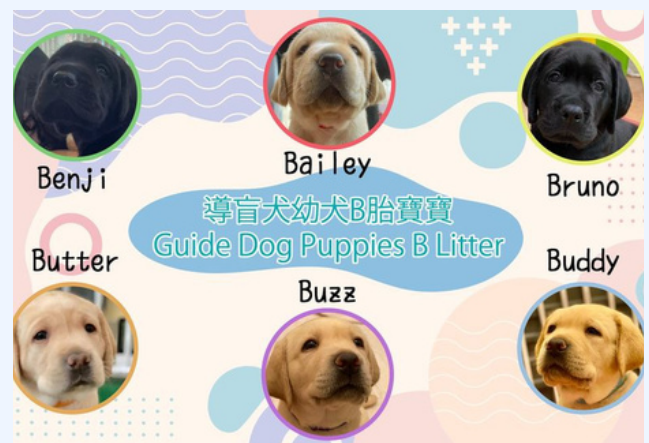 Benji
Bailey
Bruno
導盲犬幼犬B胎寶寶
Guide Dog Puppies B Litter
Butter
Buzz
Buddy